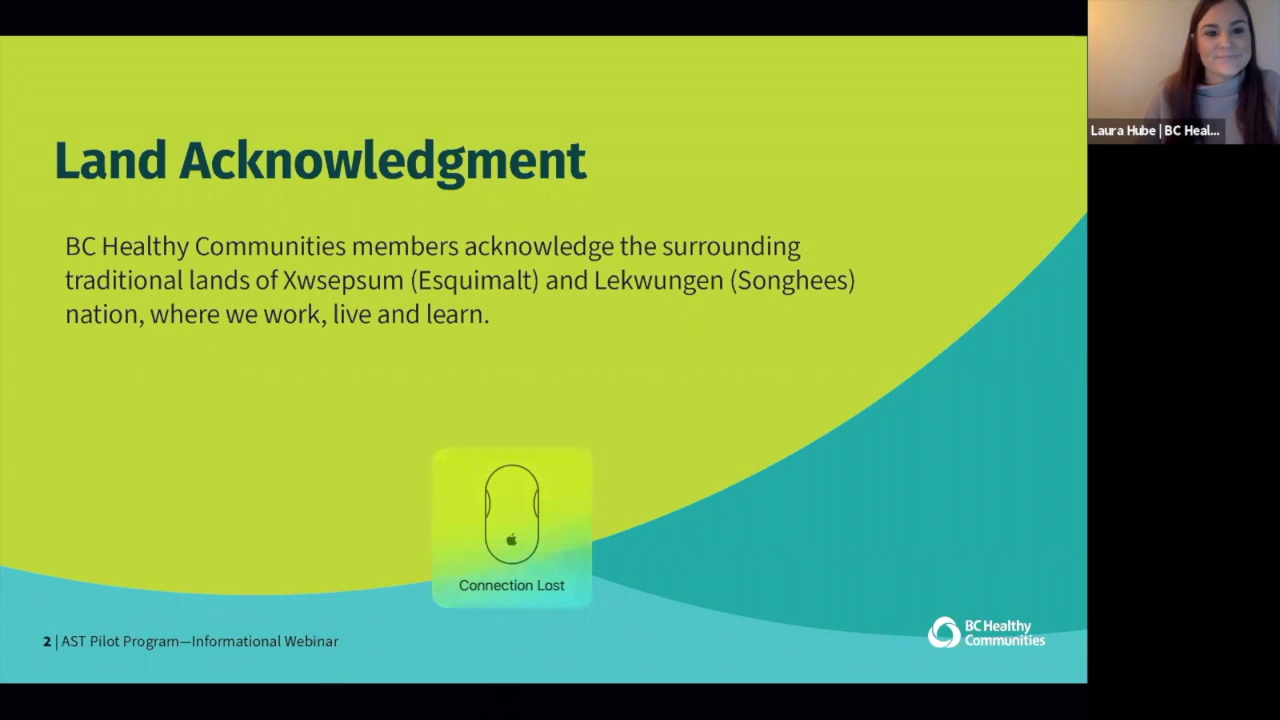 Land Acknowledgment
BC Healthy Communities members acknowledge the surrounding
traditional lands of Xwsepsum (Esquimalt) and Lekwungen (Songhees)
nation, where we work, live and learn.
Connection Lost
2 | AST Pilot Program—Informational Webinar
BC Healthy
Communities
Laura Hube | BC Heal...